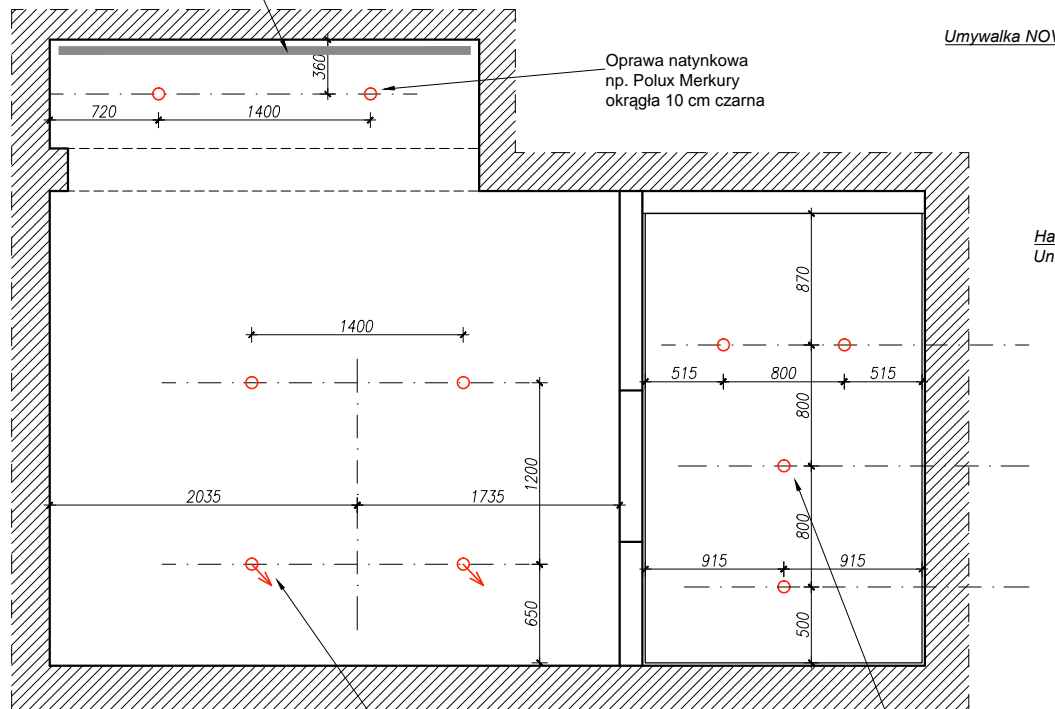 Umywalka NOV
Oprawa natynkowa
np. Polux Merkury
okrągła 10 cm czarna
360
720
1400
Ha
Un
870
1400
515
800
515
800
1200
2035
1735
800
915
915
650
500